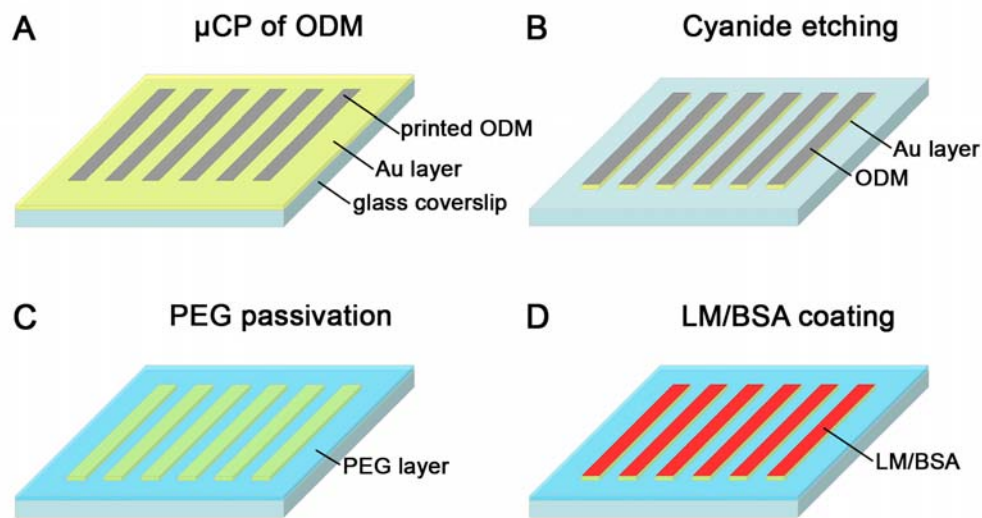 A
µCP of ODM
printed ODM
Au layer
glass coverslip
B
Cyanide etching
Au layer
ODM
C
PEG passivation
PEG layer
D
LM/BSA coating
LM/BSA